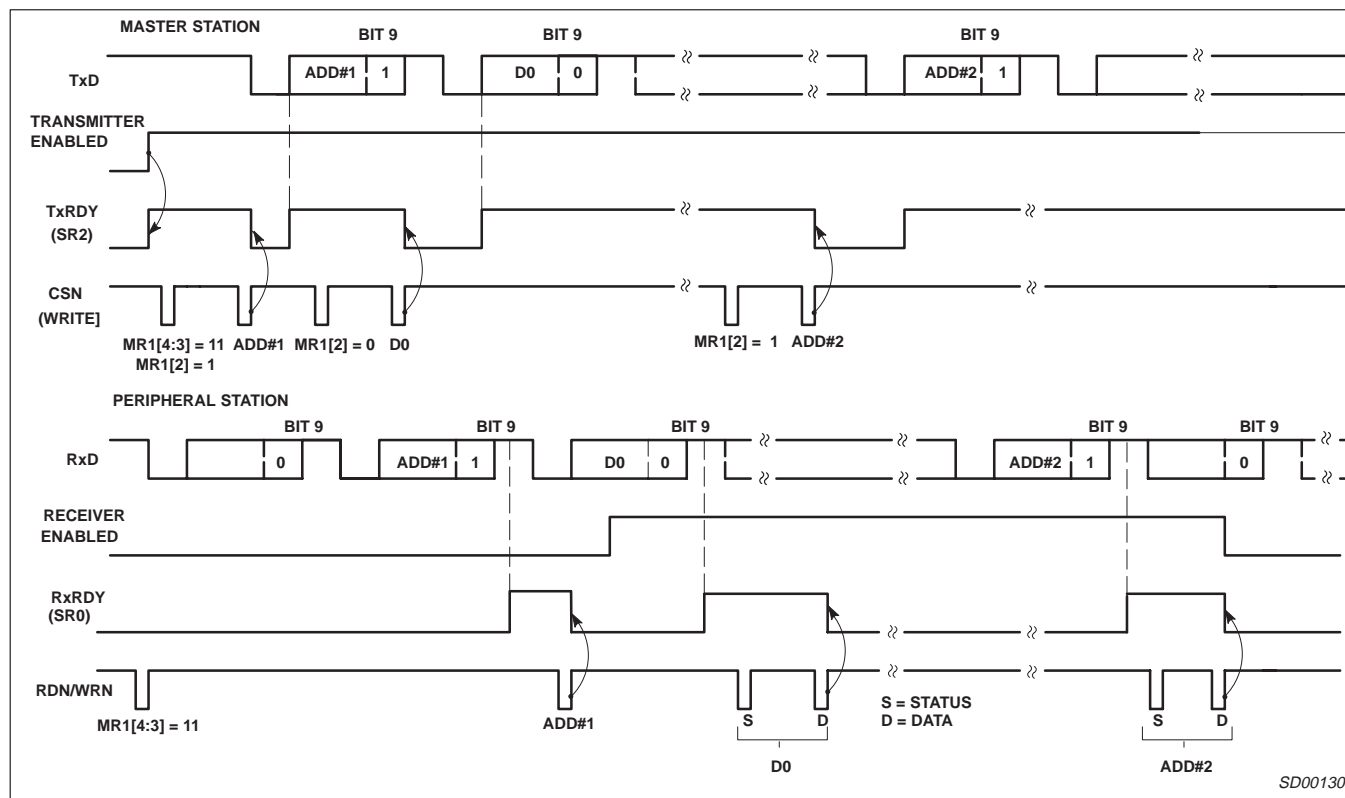 MASTER STATION
BIT 9 BIT 9 BIT 9
TxD ADD#1 1 D0 0 ADD#2 1
TRANSMITTER
ENABLED
TxRDY
(SR2)
CSN
(WRITE]
MR1[4:3] = 11 ADD#1 MR1[2] = 0 D0 MR1[2] = 1 ADD#2
MR1[2] = 1
PERIPHERAL STATION
BIT 9 BIT 9 BIT 9 BIT 9 BIT 9
RxD 0 ADD#1 1 D0 0 ADD#2 1 0
RECEIVER
ENABLED
RxRDY
(SR0)
RDN/WRN
MR1[4:3] = 11 ADD#1 S D S = STATUS S D
D = DATA
D0 ADD#2
SD00130